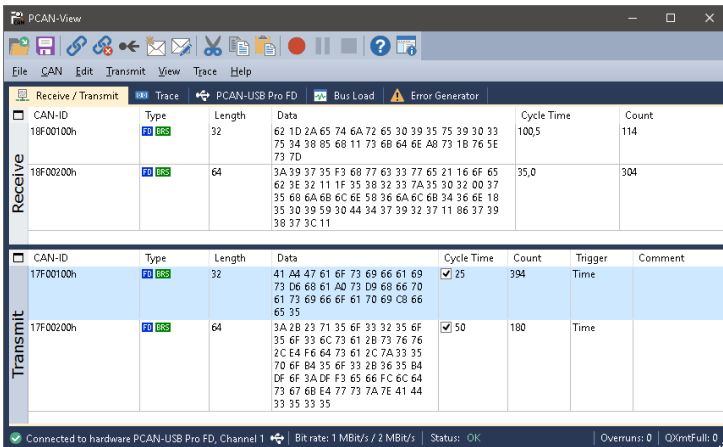 PCAN-View
File CAN Edit Transmit View Trace Help
Receive / Transmit Trace PCAN-USB Pro FD Bus Load Error Generator
CAN-ID Type Length Data Cycle Time Count
18F00100h FD BRS 32 62 1D 2A 65 74 6A 72 65 30 39 35 75 39 30 33 100,5 114
75 34 38 85 68 11 73 6B 64 6E A8 73 1B 76 5E
73 7D
18F00200h FD BRS 64 3A 39 37 35 F3 68 77 63 33 77 65 21 16 6F 65 35,0 304
62 3E 32 11 1F 35 38 32 33 7A 35 30 32 00 37
35 68 6A 6B 6C 6E 58 36 6A 6C 6B 34 36 6E 18
35 30 39 59 30 44 34 37 39 32 37 11 86 37 39
38 37 3C 11
Receive
CAN-ID Type Length Data Cycle Time Count Trigger Comment
17F00100h FD BRS 32 41 A4 47 61 6F 73 69 66 61 69 25 394 Time
73 D6 68 61 A0 73 D9 68 66 70
61 73 69 66 6F 61 70 69 C8 66
65 35
17F00200h FD BRS 64 3A 2B 23 71 35 6F 33 32 35 6F 50 180 Time
35 6F 33 6C 73 61 2B 73 76 76
2C E4 F6 64 73 61 2C 7A 33 35
70 6F B4 35 6F 33 2B 36 35 B4
DF 6F 3A DF F3 65 66 FC 6C 64
73 67 6B E4 77 73 7A 7E 41 44
33 35 33 35
Transmit
Connected to hardware PCAN-USB Pro FD, Channel 1 Bit rate: 1 MBit/s / 2 MBit/s Status: OK Overruns: 0 QXmtFull: 0